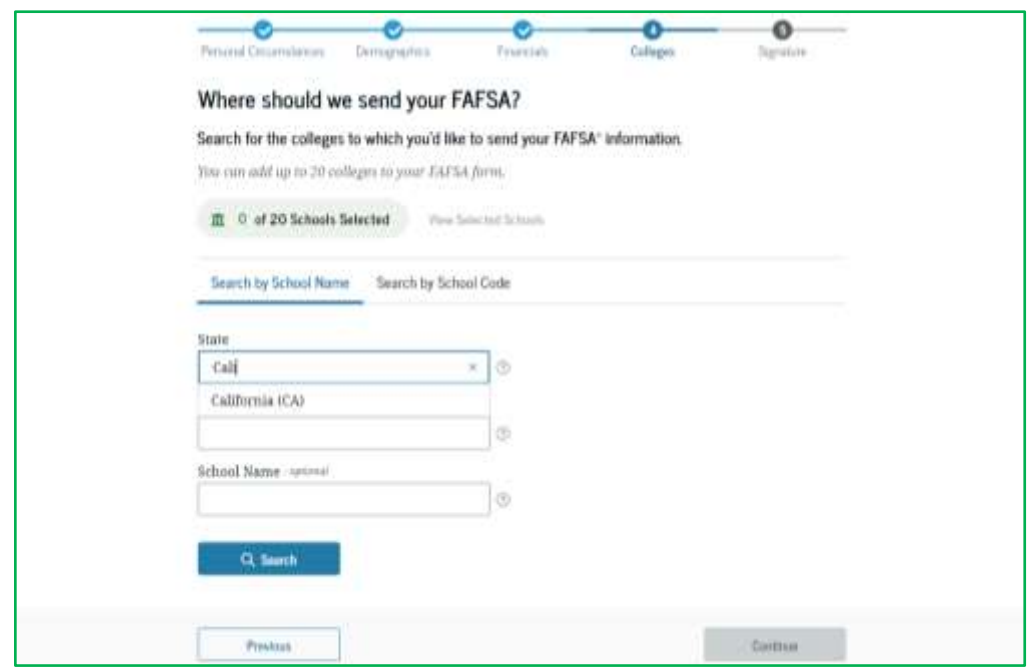 4 5
Personal Circumstances Demographics Financials Colleges Signature
Where should we send your FAFSA?
Search for the colleges to which you'd like to send your FAFSA® information.
You can add up to 20 colleges to your FAFSA form.
0 of 20 Schools Selected View Selected Schools
Search by School Name Search by School Code
State
Cali ×
California (CA)
School Name optional
Search
Previous Continue